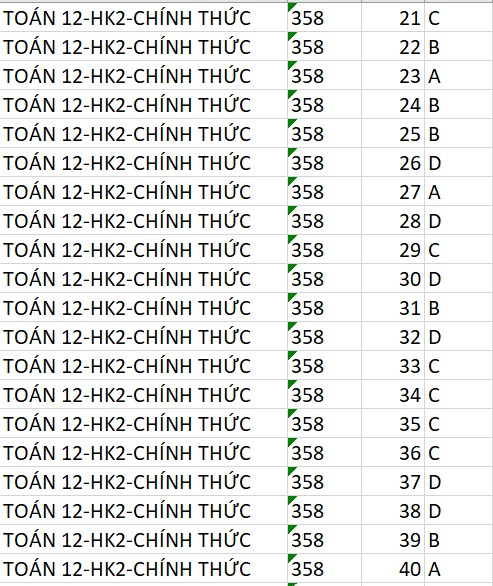 TOÁN 12-HK2-CHÍNH THỨC 358 21 C
TOÁN 12-HK2-CHÍNH THỨC 358 22 B
TOÁN 12-HK2-CHÍNH THỨC 358 23 A
TOÁN 12-HK2-CHÍNH THỨC 358 24 B
TOÁN 12-HK2-CHÍNH THỨC 358 25 B
TOÁN 12-HK2-CHÍNH THỨC 358 26 D
TOÁN 12-HK2-CHÍNH THỨC 358 27 A
TOÁN 12-HK2-CHÍNH THỨC 358 28 D
TOÁN 12-HK2-CHÍNH THỨC 358 29 C
TOÁN 12-HK2-CHÍNH THỨC 358 30 D
TOÁN 12-HK2-CHÍNH THỨC 358 31 B
TOÁN 12-HK2-CHÍNH THỨC 358 32 D
TOÁN 12-HK2-CHÍNH THỨC 358 33 C
TOÁN 12-HK2-CHÍNH THỨC 358 34 C
TOÁN 12-HK2-CHÍNH THỨC 358 35 C
TOÁN 12-HK2-CHÍNH THỨC 358 36 C
TOÁN 12-HK2-CHÍNH THỨC 358 37 D
TOÁN 12-HK2-CHÍNH THỨC 358 38 D
TOÁN 12-HK2-CHÍNH THỨC 358 39 B
TOÁN 12-HK2-CHÍNH THỨC 358 40 A